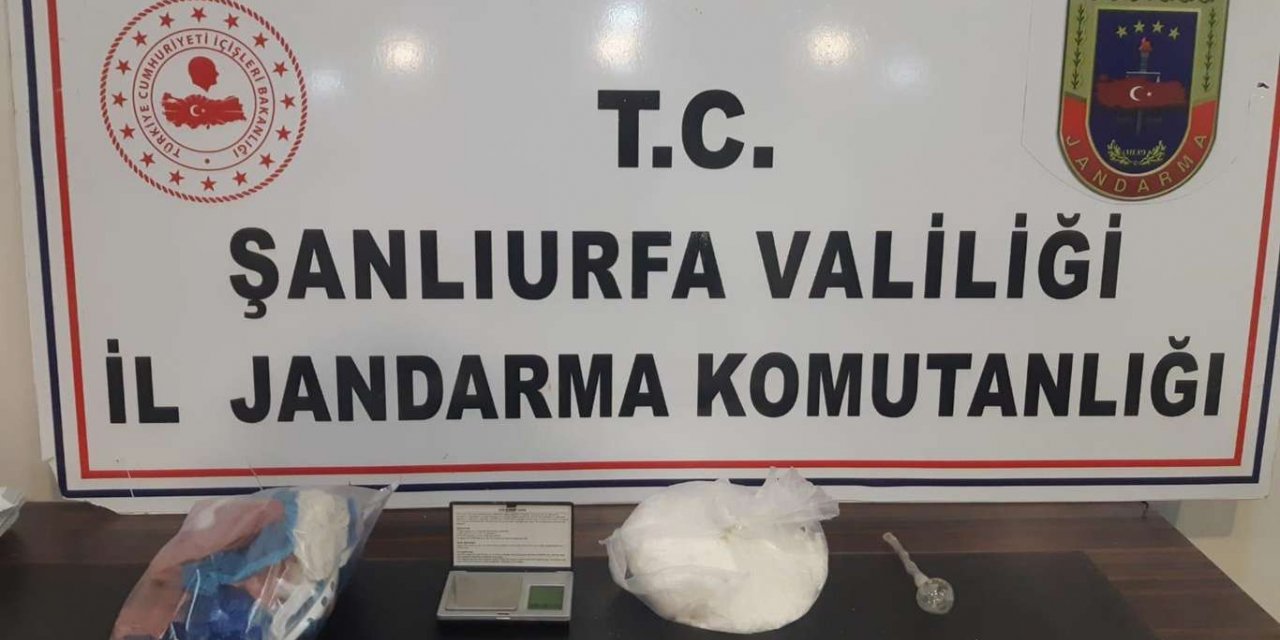 TÜRKİYE CUMHURİYETİ İÇİŞLERİ BAKANLIĞI
T.C.
JANDARMA
ŞANLIURFA VALİLİĞİ
İL JANDARMA KOMUTANLIĞI